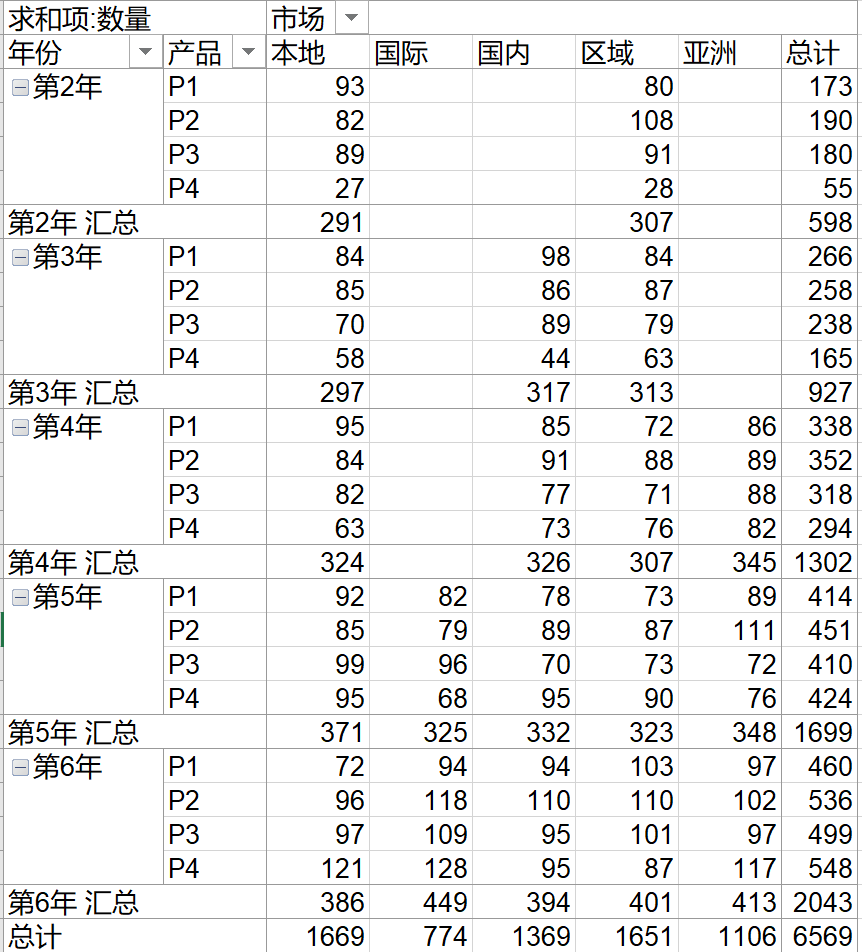 求和项:数量 市场
年份 产品 本地 国际 国内 区域 亚洲 总计
第2年 P1 93 80 173
P2 82 108 190
P3 89 91 180
P4 27 28 55
第2年 汇总 291 307 598
第3年 P1 84 98 84 266
P2 85 86 87 258
P3 70 89 79 238
P4 58 44 63 165
第3年 汇总 297 317 313 927
第4年 P1 95 85 72 86 338
P2 84 91 88 89 352
P3 82 77 71 88 318
P4 63 73 76 82 294
第4年 汇总 324 326 307 345 1302
第5年 P1 92 82 78 73 89 414
P2 85 79 89 87 111 451
P3 99 96 70 73 72 410
P4 95 68 95 90 76 424
第5年 汇总 371 325 332 323 348 1699
第6年 P1 72 94 94 103 97 460
P2 96 118 110 110 102 536
P3 97 109 95 101 97 499
P4 121 128 95 87 117 548
第6年 汇总 386 449 394 401 413 2043
总计 1669 774 1369 1651 1106 6569